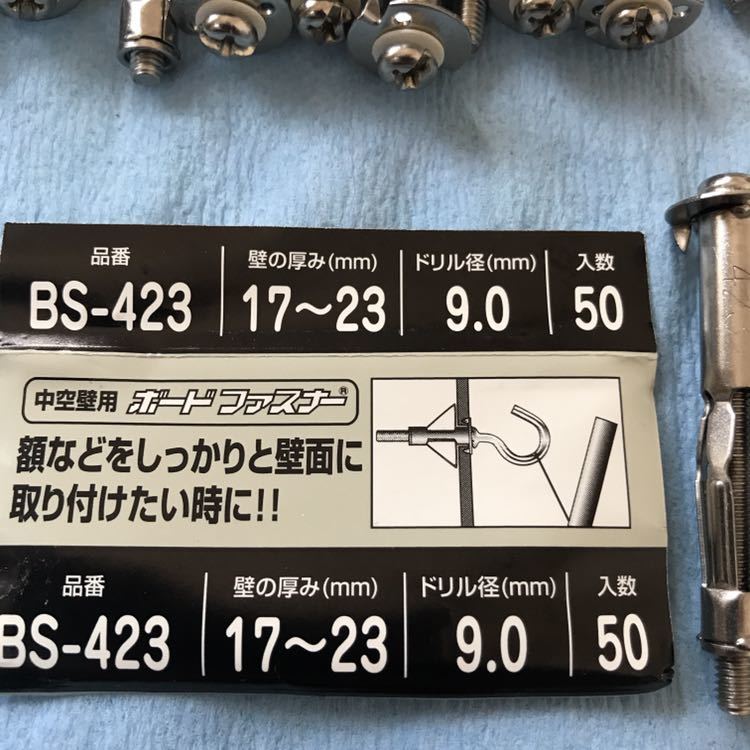 品番 壁の厚み(mm) ドリル径(mm) 入数
BS-423 17～23 9.0 50
中空壁用 ボードファスナー®
額などをしっかりと壁面に
取り付けたい時に!!
品番 壁の厚み(mm) ドリル径(mm) 入数
BS-423 17～23 9.0 50